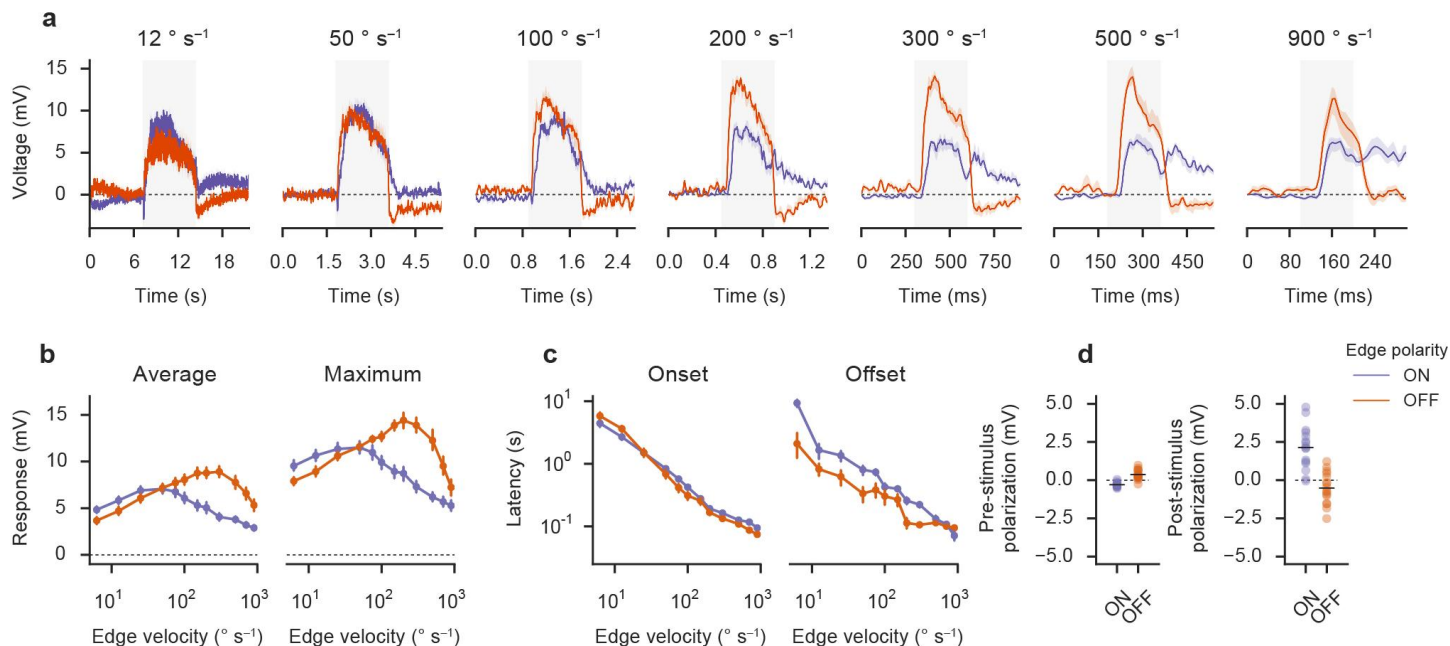 a
12 ° s⁻¹
50 ° s⁻¹
100 ° s⁻¹
200 ° s⁻¹
300 ° s⁻¹
500 ° s⁻¹
900 ° s⁻¹
Voltage (mV)
15
10
5
0
0 6 12 18
0.0 1.5 3.0 4.5
0.0 0.8 1.6 2.4
0.0 0.4 0.8 1.2
0 250 500 750
0 150 300 450
0 80 160 240
Time (s)
Time (s)
Time (s)
Time (s)
Time (ms)
Time (ms)
Time (ms)
b
Average
Maximum
Response (mV)
15
10
5
0
10¹ 10² 10³
10¹ 10² 10³
Edge velocity (° s⁻¹)
Edge velocity (° s⁻¹)
c
Onset
Offset
Latency (s)
10¹
10⁰
10⁻¹
10¹ 10² 10³
10¹ 10² 10³
Edge velocity (° s⁻¹)
Edge velocity (° s⁻¹)
d
Edge polarity
ON
OFF
Pre-stimulus
polarization (mV)
5.0
2.5
0.0
−2.5
−5.0
ON
OFF
Post-stimulus
polarization (mV)
5.0
2.5
0.0
−2.5
−5.0
ON
OFF